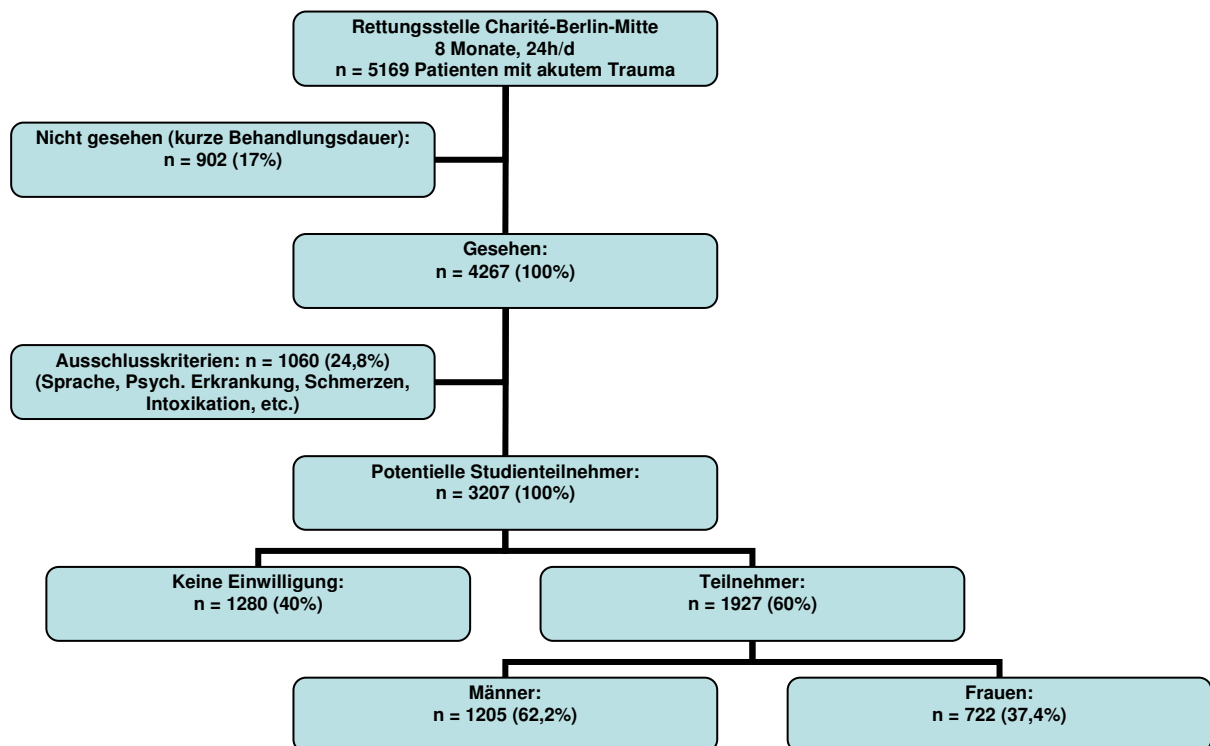 Rettungsstelle Charité-Berlin-Mitte
8 Monate, 24h/d
n = 5169 Patienten mit akutem Trauma
Nicht gesehen (kurze Behandlungsdauer):
n = 902 (17%)
Gesehen:
n = 4267 (100%)
Ausschlusskriterien: n = 1060 (24,8%)
(Sprache, Psych. Erkrankung, Schmerzen,
Intoxikation, etc.)
Potentielle Studienteilnehmer:
n = 3207 (100%)
Keine Einwilligung:
n = 1280 (40%)
Teilnehmer:
n = 1927 (60%)
Männer:
n = 1205 (62,2%)
Frauen:
n = 722 (37,4%)